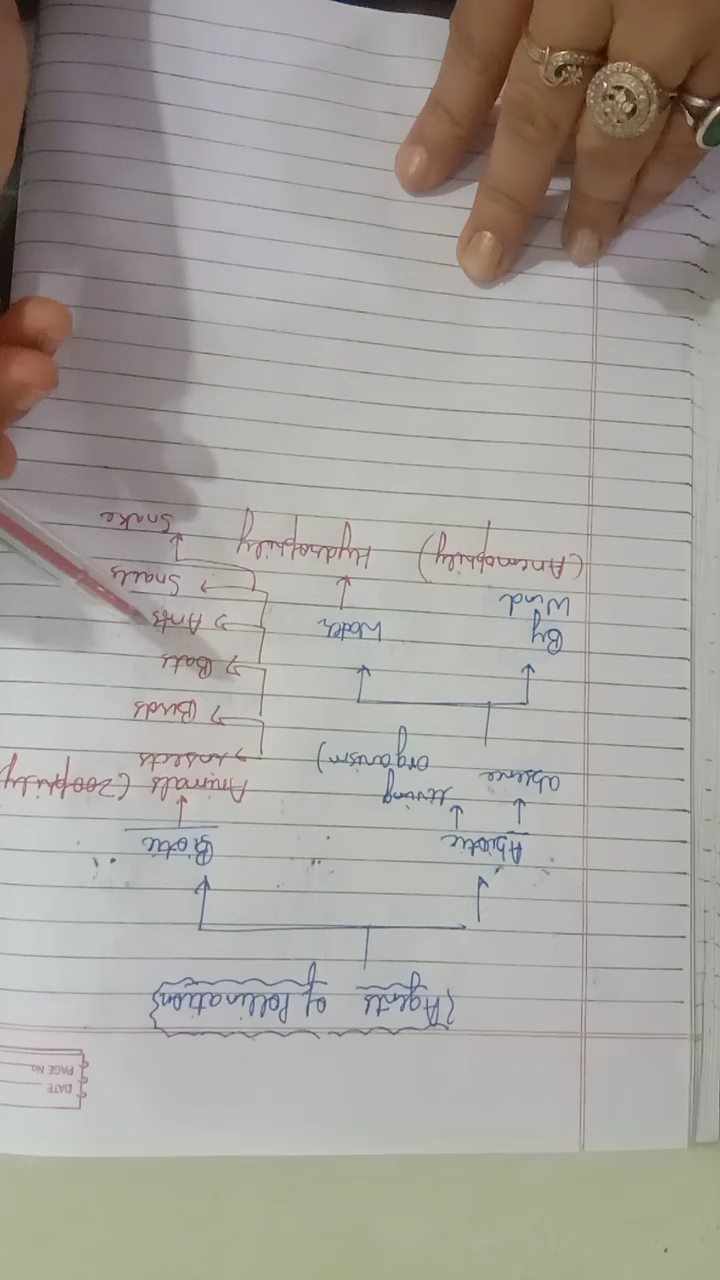 DATE
PAGE No.
{Agents of Pollination}
Abiotic Biotic
absence living organism)
Animals (Zoophily
By Wind
Water
(Anemophily)
Hydrophily
→ insects
→ Birds
→ Bats
→ Ants
→ Snails
Snake